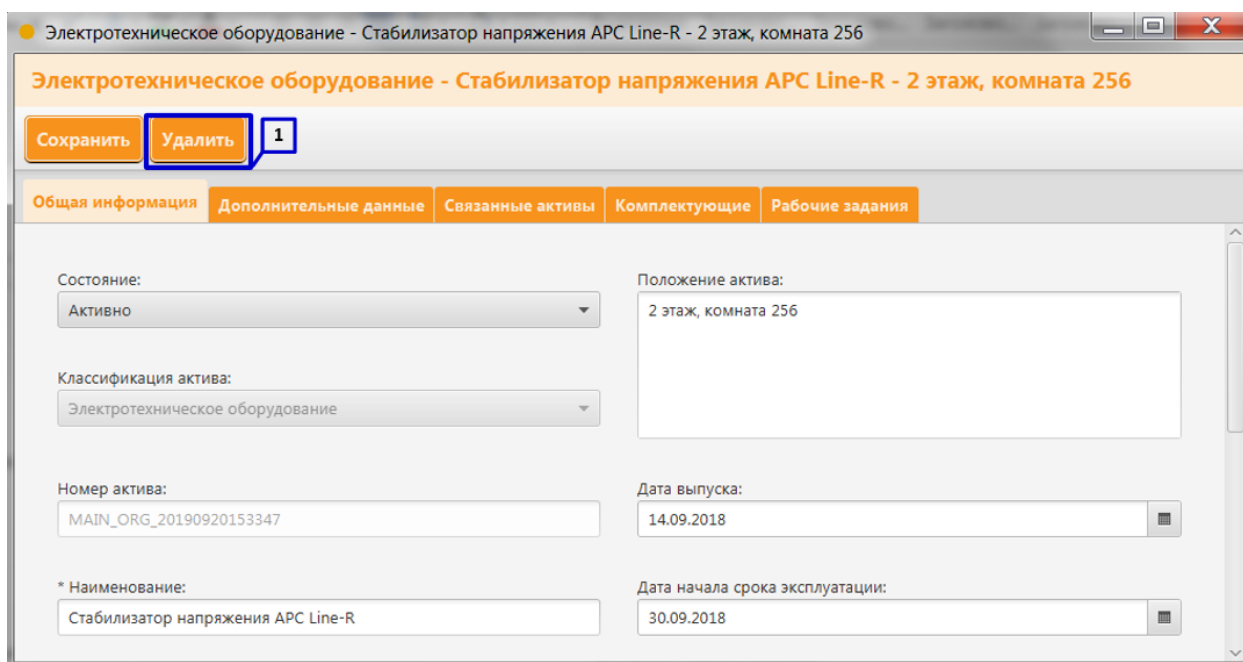 Электротехническое оборудование - Стабилизатор напряжения APC Line-R - 2 этаж, комната 256
Электротехническое оборудование - Стабилизатор напряжения APC Line-R - 2 этаж, комната 256
Сохранить Удалить 1
Общая информация Дополнительные данные Связанные активы Комплектующие Рабочие задания
Состояние:
Активно
Классификация актива:
Электротехническое оборудование
Номер актива:
MAIN_ORG_20190920153347
* Наименование:
Стабилизатор напряжения APC Line-R
Положение актива:
2 этаж, комната 256
Дата выпуска:
14.09.2018
Дата начала срока эксплуатации:
30.09.2018